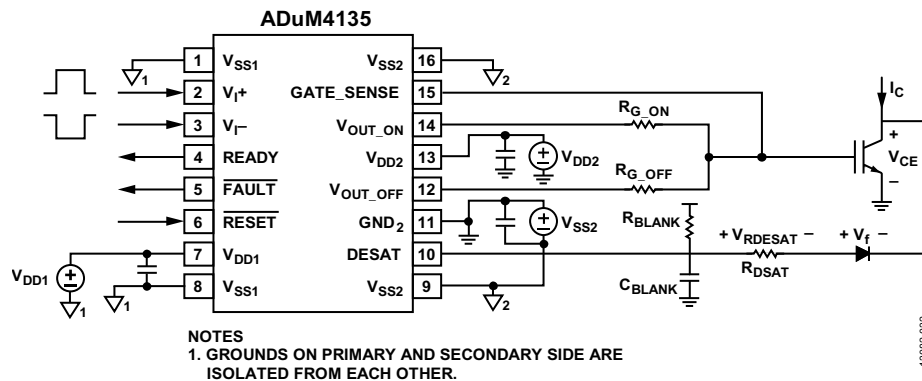 ADuM4135
1 VSS1
VSS2 16
1
2
2 VI+
GATE_SENSE 15
IC
RG_ON
3 VI−
VOUT_ON 14
+
VCE
−
4 READY
VDD2 13
VDD2
RG_OFF
5 FAULT
VOUT_OFF 12
6 RESET
GND2 11
VSS2
RBLANK
+ VRDESAT −
+ Vf −
7 VDD1
DESAT 10
RDSAT
VDD1
CBLANK
8 VSS1
VSS2 9
1
1
2
NOTES
1. GROUNDS ON PRIMARY AND SECONDARY SIDE ARE
ISOLATED FROM EACH OTHER.